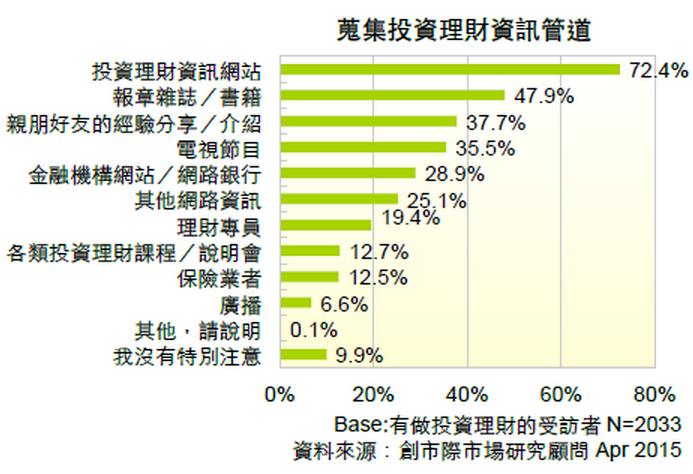 蒐集投資理財資訊管道
投資理財資訊網站 72.4%
報章雜誌／書籍 47.9%
親朋好友的經驗分享／介紹 37.7%
電視節目 35.5%
金融機構網站／網路銀行 28.9%
其他網路資訊 25.1%
理財專員 19.4%
各類投資理財課程／說明會 12.7%
保險業者 12.5%
廣播 6.6%
其他，請說明 0.1%
我沒有特別注意 9.9%
0% 20% 40% 60% 80%
Base:有做投資理財的受訪者 N=2033
資料來源：創市際市場研究顧問 Apr 2015